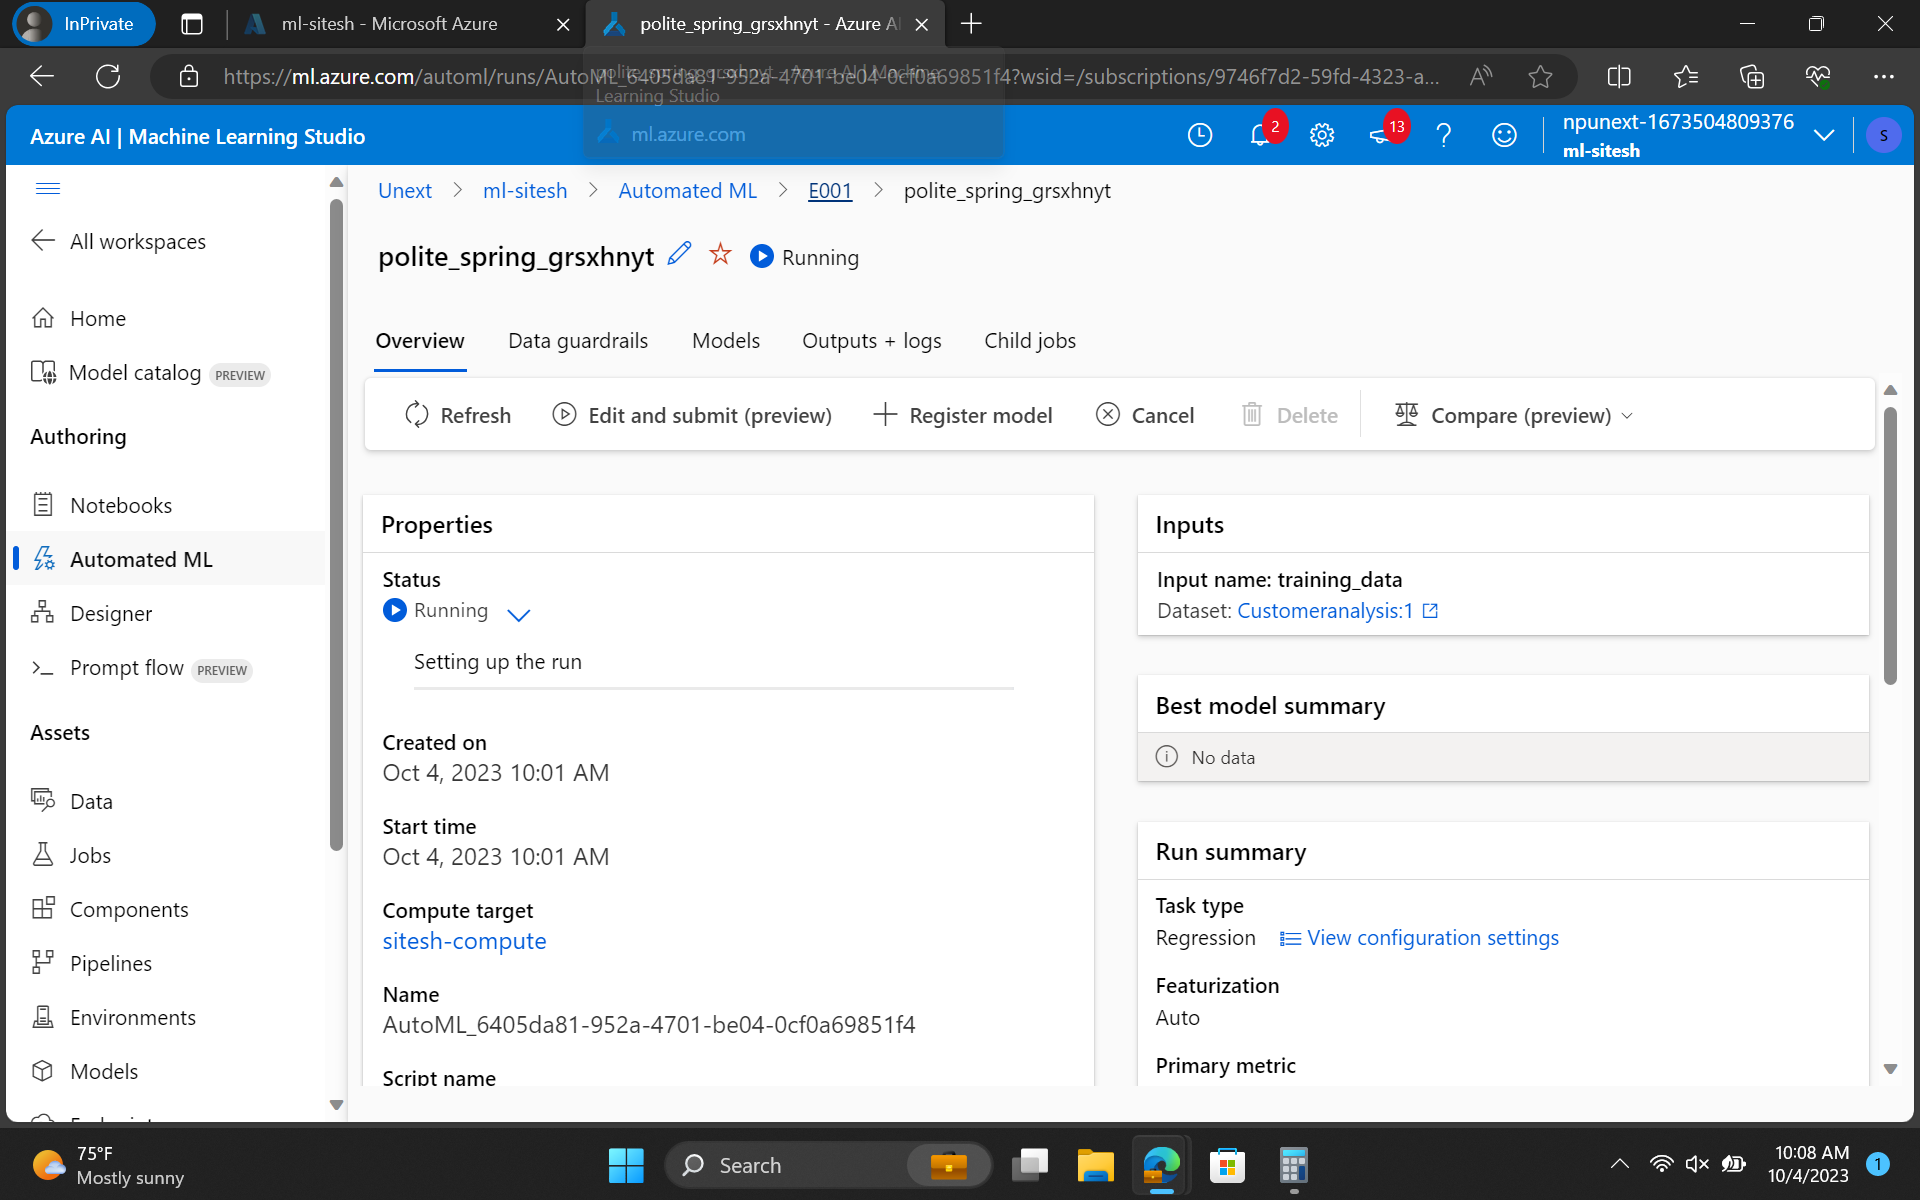 InPrivate
ml-sitesh - Microsoft Azure
polite_spring_grsxhnyt - Azure AI
https://ml.azure.com/automl/runs/AutoML_6405da81-952a-4701-be04-0cf0a69851f4?wsid=/subscriptions/9746f7d2-59fd-4323-a...
polite_spring_grsxhnyt - Azure AI | Machine
Learning Studio
ml.azure.com
Azure AI | Machine Learning Studio
2
13
npunext-1673504809376
ml-sitesh
S
Unext > ml-sitesh > Automated ML > E001 > polite_spring_grsxhnyt
All workspaces
polite_spring_grsxhnyt
Running
Home
Model catalog PREVIEW
Authoring
Notebooks
Automated ML
Designer
Prompt flow PREVIEW
Assets
Data
Jobs
Components
Pipelines
Environments
Models
Overview
Data guardrails
Models
Outputs + logs
Child jobs
Refresh
Edit and submit (preview)
Register model
Cancel
Delete
Compare (preview)
Properties
Status
Running
Setting up the run
Created on
Oct 4, 2023 10:01 AM
Start time
Oct 4, 2023 10:01 AM
Compute target
sitesh-compute
Name
AutoML_6405da81-952a-4701-be04-0cf0a69851f4
Script name
Inputs
Input name: training_data
Dataset: Customeranalysis:1
Best model summary
No data
Run summary
Task type
Regression
View configuration settings
Featurization
Auto
Primary metric
75°F
Mostly sunny
Search
10:08 AM
10/4/2023
1